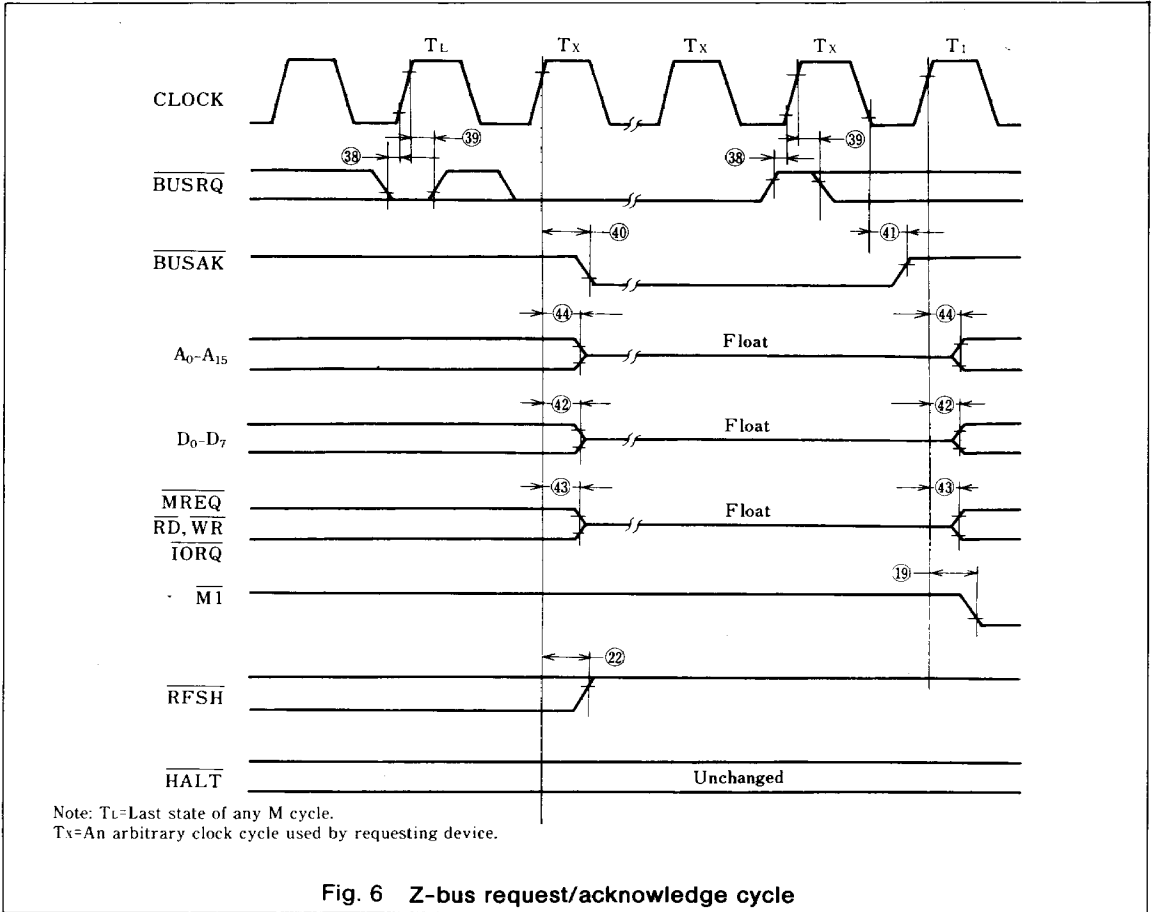 TL TX TX TX T1
CLOCK
㊳ ㊴ ㊳ ㊴
BUSRQ
㊵ ㊶
BUSAK
㊹ ㊹
A0-A15 Float
㊷ ㊷
D0-D7 Float
㊸ ㊸
MREQ
RD, WR Float
IORQ
⑲
M1
㉒
RFSH
HALT Unchanged
Note: TL=Last state of any M cycle.
TX=An arbitrary clock cycle used by requesting device.
Fig. 6 Z-bus request/acknowledge cycle